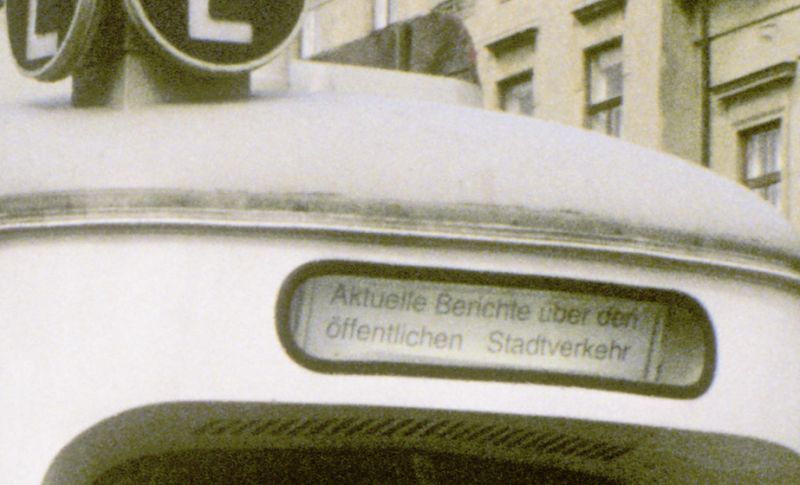 L L
Aktuelle Berichte über den
öffentlichen Stadtverkehr